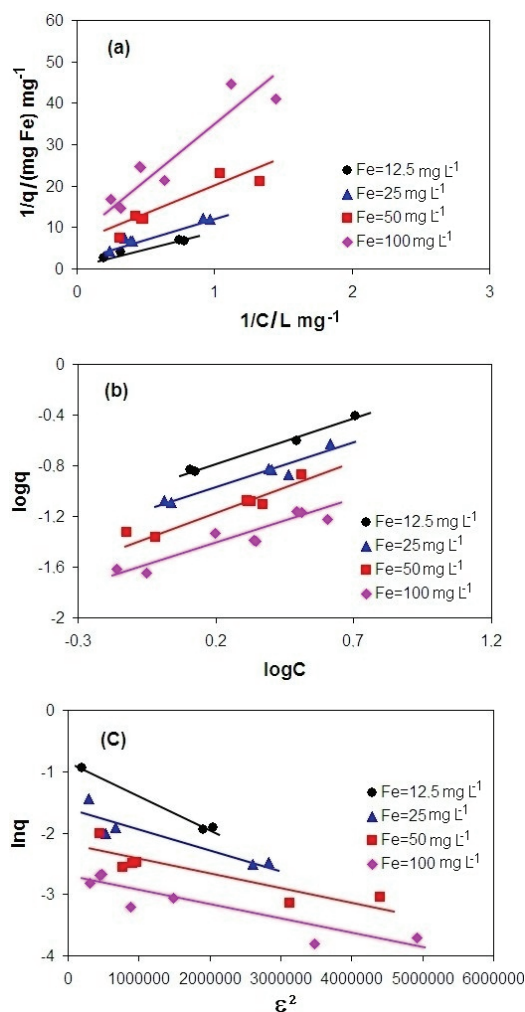 60
(a)
50
40
30
20
10
0
1/q/(mg Fe) mg⁻¹
Fe=12.5 mg L⁻¹
Fe=25 mg L⁻¹
Fe=50 mg L⁻¹
Fe=100 mg L⁻¹
0 1 2 3
1/C/L mg⁻¹
0
(b)
-0.4
-0.8
-1.2
-1.6
-2
logq
Fe=12.5 mg L⁻¹
Fe=25 mg L⁻¹
Fe=50 mg L⁻¹
Fe=100 mg L⁻¹
-0.3 0.2 0.7 1.2
logC
0
(C)
-1
-2
-3
-4
lnq
Fe=12.5 mg L⁻¹
Fe=25 mg L⁻¹
Fe=50 mg L⁻¹
Fe=100 mg L⁻¹
0 1000000 2000000 3000000 4000000 5000000 6000000
ε²